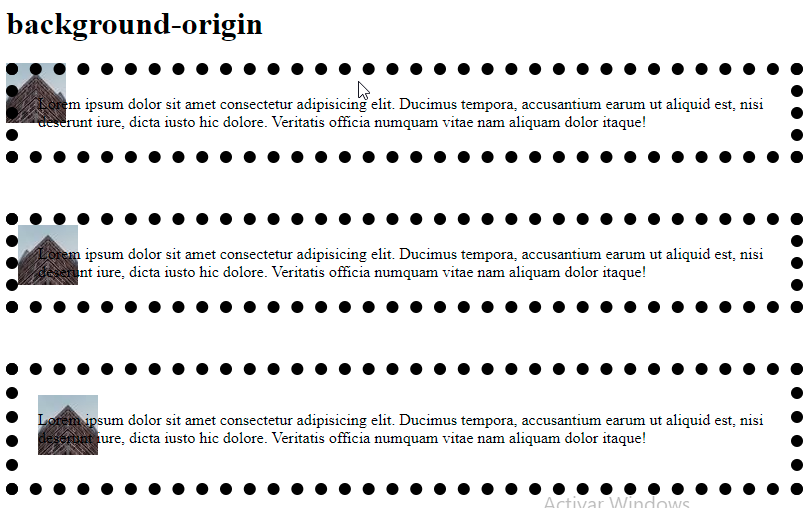 background-origin
Lorem ipsum dolor sit amet consectetur adipisicing elit. Ducimus tempora, accusantium earum ut aliquid est, nisi
deserunt iure, dicta iusto hic dolore. Veritatis officia numquam vitae nam aliquam dolor itaque!
Lorem ipsum dolor sit amet consectetur adipisicing elit. Ducimus tempora, accusantium earum ut aliquid est, nisi
deserunt iure, dicta iusto hic dolore. Veritatis officia numquam vitae nam aliquam dolor itaque!
Lorem ipsum dolor sit amet consectetur adipisicing elit. Ducimus tempora, accusantium earum ut aliquid est, nisi
deserunt iure, dicta iusto hic dolore. Veritatis officia numquam vitae nam aliquam dolor itaque!
Activar Windows